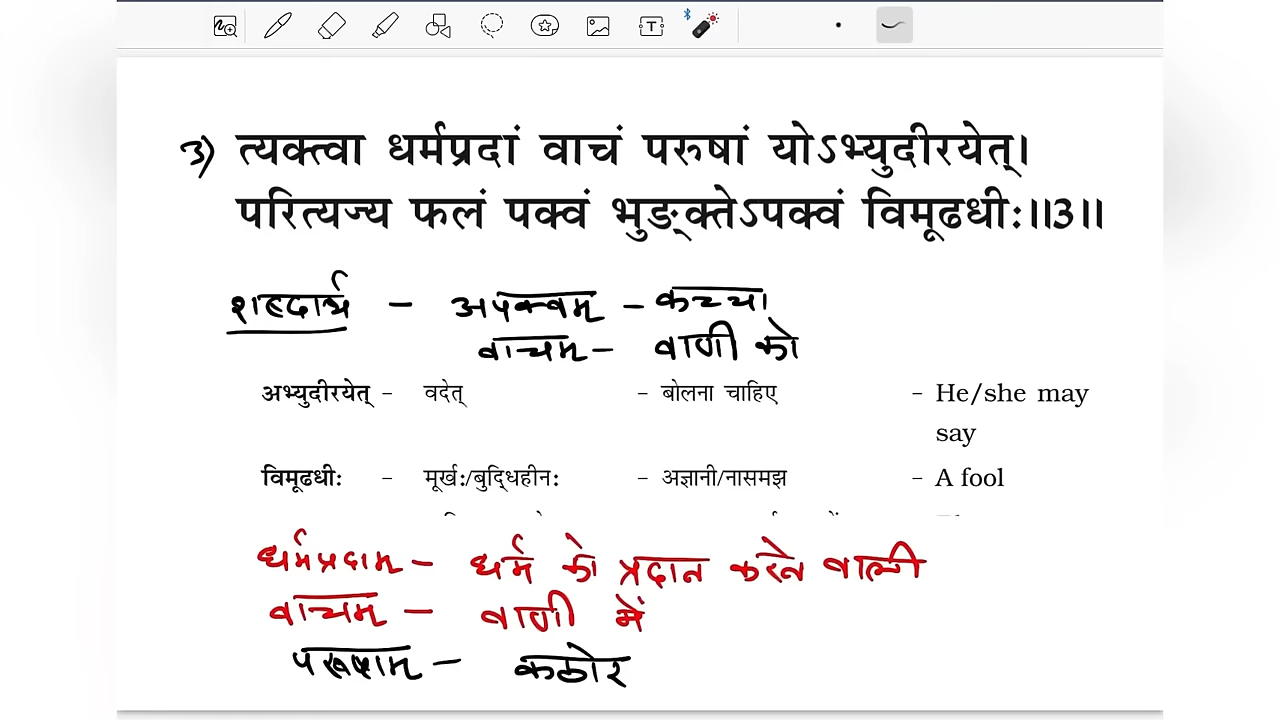 3) त्यक्त्वा धर्मप्रदां वाचं परुषां योऽभ्युदीरयेत्।
परित्यज्य फलं पक्वं भुङ्क्तेऽपक्वं विमूढधीः॥3॥
शब्दार्थ - अपक्वम् - कच्चा
वाचम् - वाणी को
अभ्युदीरयेत् - वदेत् - बोलना चाहिए - He/she may
say
विमूढधीः - मूर्खः/बुद्धिहीनः - अज्ञानी/नासमझ - A fool
धर्मप्रदाम् - धर्म को प्रदान करने वाली
वाचम् - वाणी में
परुषाम् - कठोर